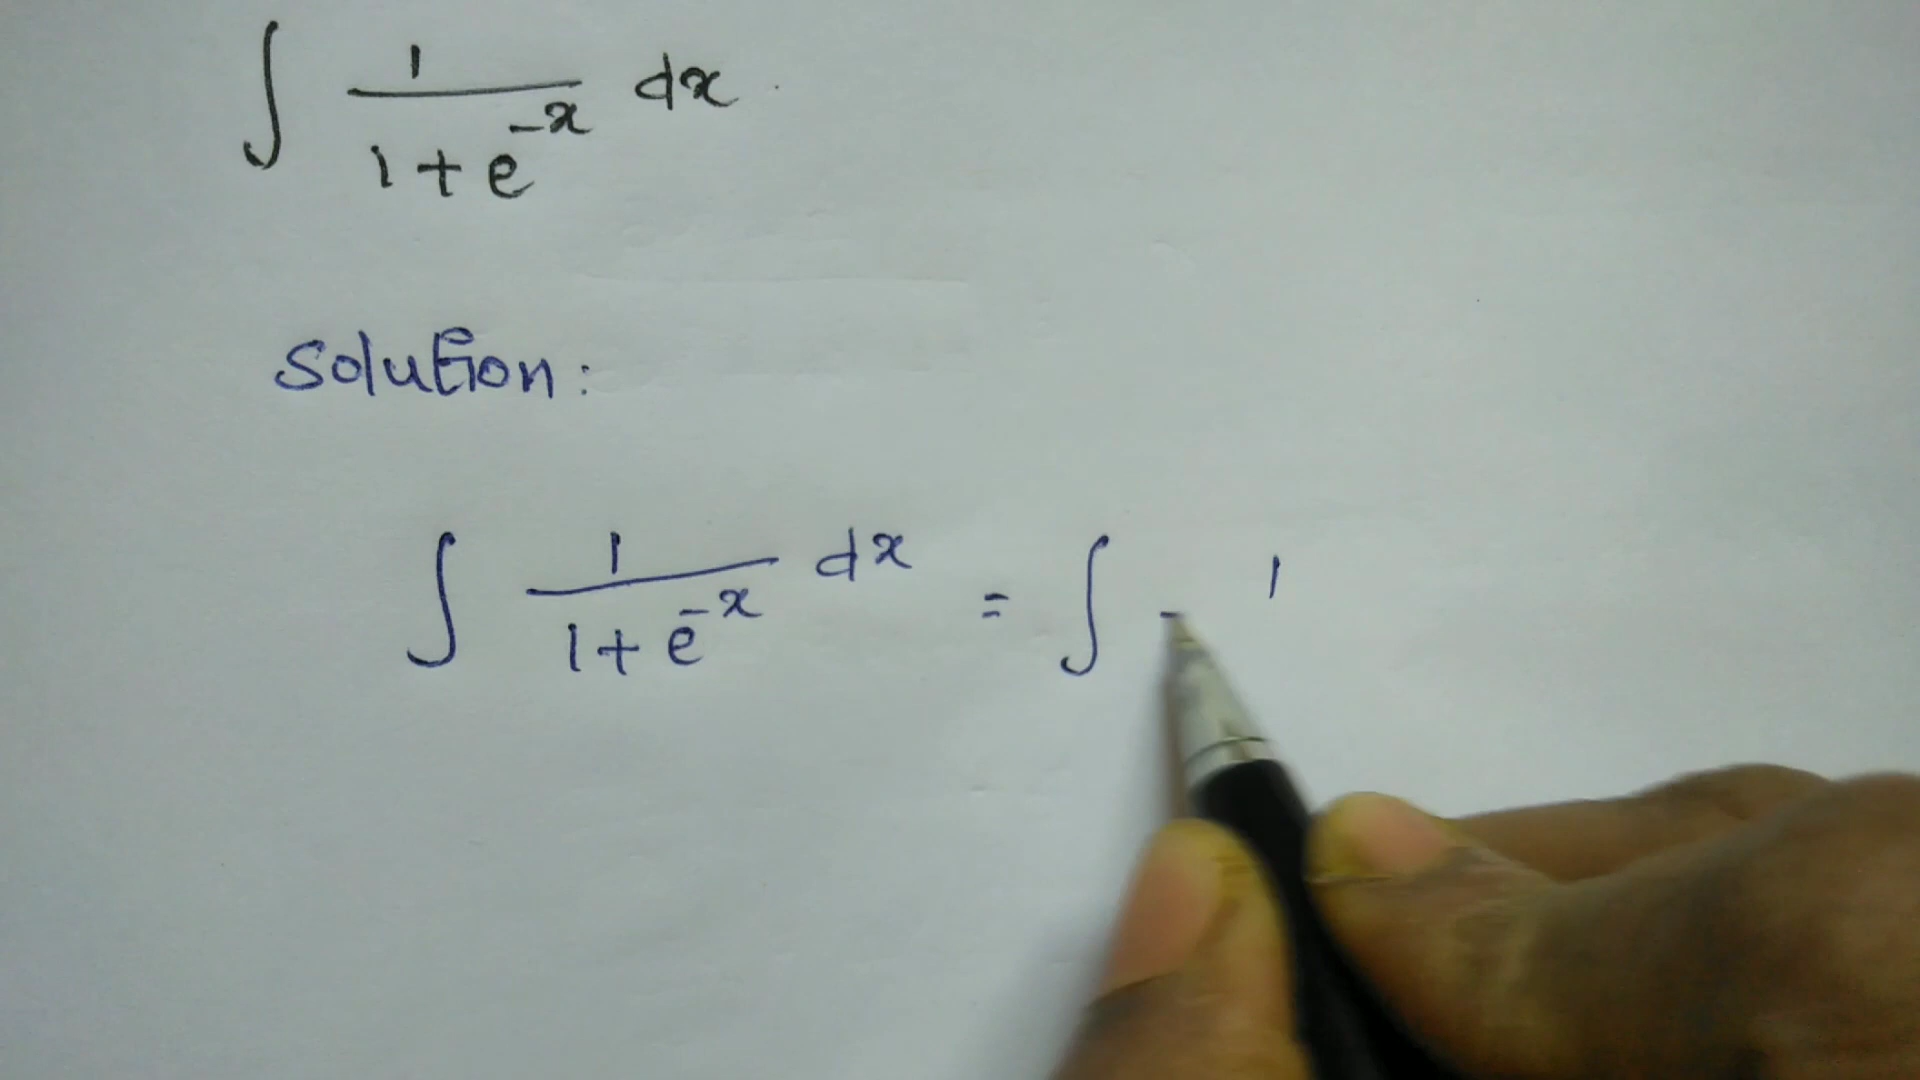 ∫ 1/(1+e^{-x}) dx.
Solution:
∫ 1/(1+e^{-x}) dx = ∫ 1